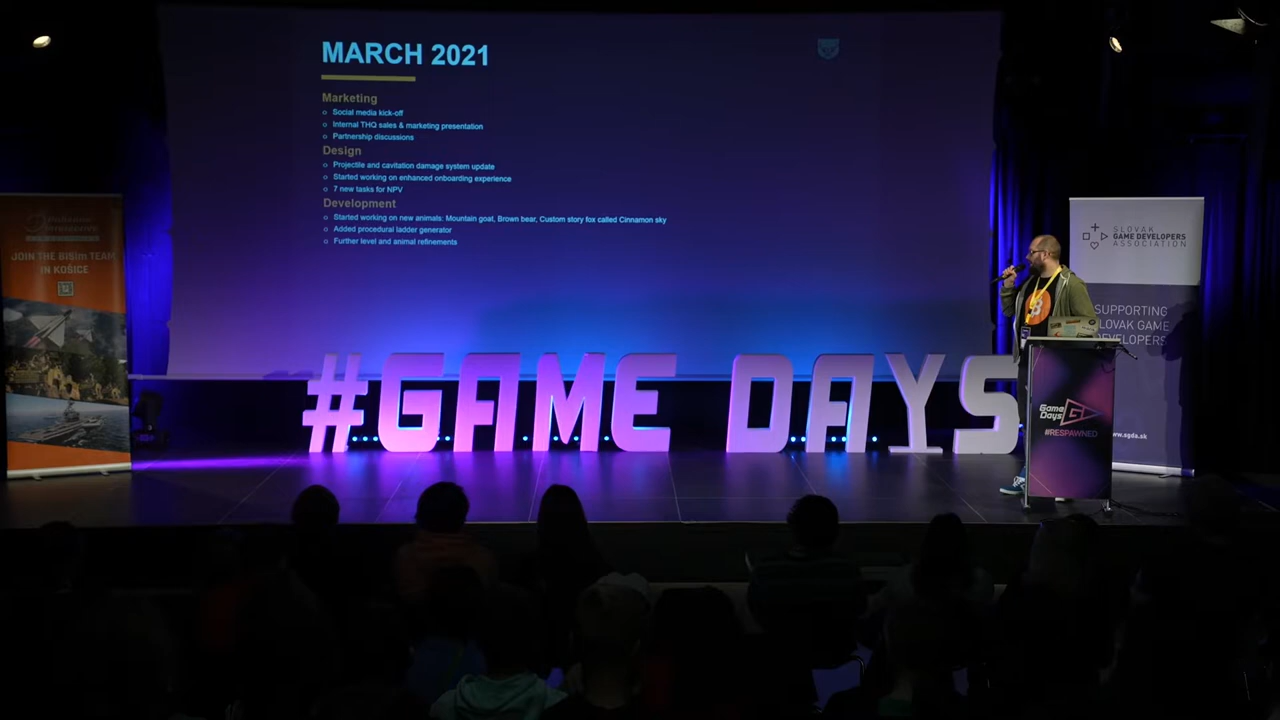 MARCH 2021
Marketing
o Social media kick-off
o Internal THQ sales & marketing presentation
o Partnership discussions
Design
o Projectile and cavitation damage system update
o Started working on enhanced onboarding experience
o 7 new tasks for NPV
Development
o Started working on new animals: Mountain goat, Brown bear, Custom story fox called Cinnamon sky
o Added procedural ladder generator
o Further level and animal refinements
JOIN THE BISim TEAM
IN KOŠICE
SLOVAK
GAME DEVELOPERS
ASSOCIATION
SUPPORTING
SLOVAK GAME
DEVELOPERS
www.sgda.sk
#GAME DAYS
Game
Days
#RESPAWNED